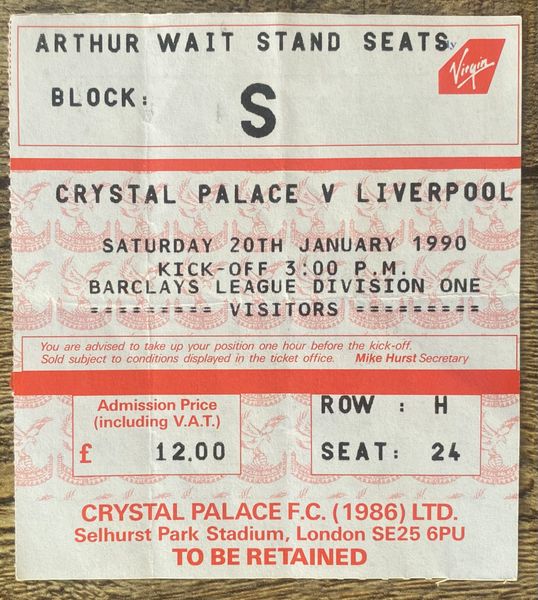 ARTHUR WAIT STAND SEATS
Virgin
BLOCK: S
CRYSTAL PALACE V LIVERPOOL
SATURDAY 20TH JANUARY 1990
KICK-OFF 3:00 P.M.
BARCLAYS LEAGUE DIVISION ONE
========= VISITORS =========
You are advised to take up your position one hour before the kick-off.
Sold subject to conditions displayed in the ticket office. Mike Hurst Secretary
Admission Price
(including V.A.T.)
£ 12.00
ROW : H
SEAT: 24
CRYSTAL PALACE F.C. (1986) LTD.
Selhurst Park Stadium, London SE25 6PU
TO BE RETAINED